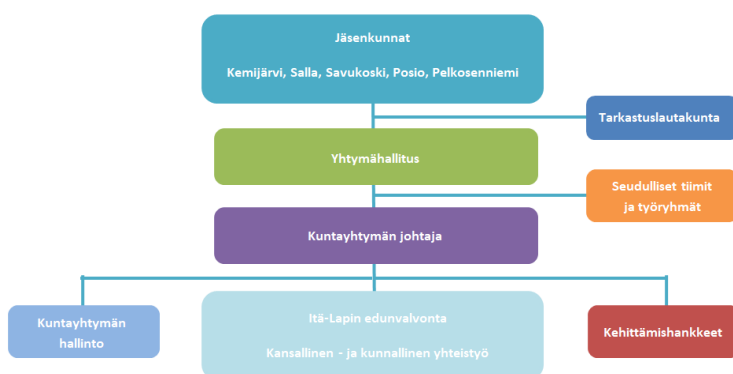 Jäsenkunnat
Kemijärvi, Salla, Savukoski, Posio, Pelkosenniemi
Tarkastuslautakunta
Yhtymähallitus
Seudulliset tiimit
ja työryhmät
Kuntayhtymän johtaja
Kuntayhtymän
hallinto
Itä-Lapin edunvalvonta
Kansallinen - ja kunnallinen yhteistyö
Kehittämishankkeet